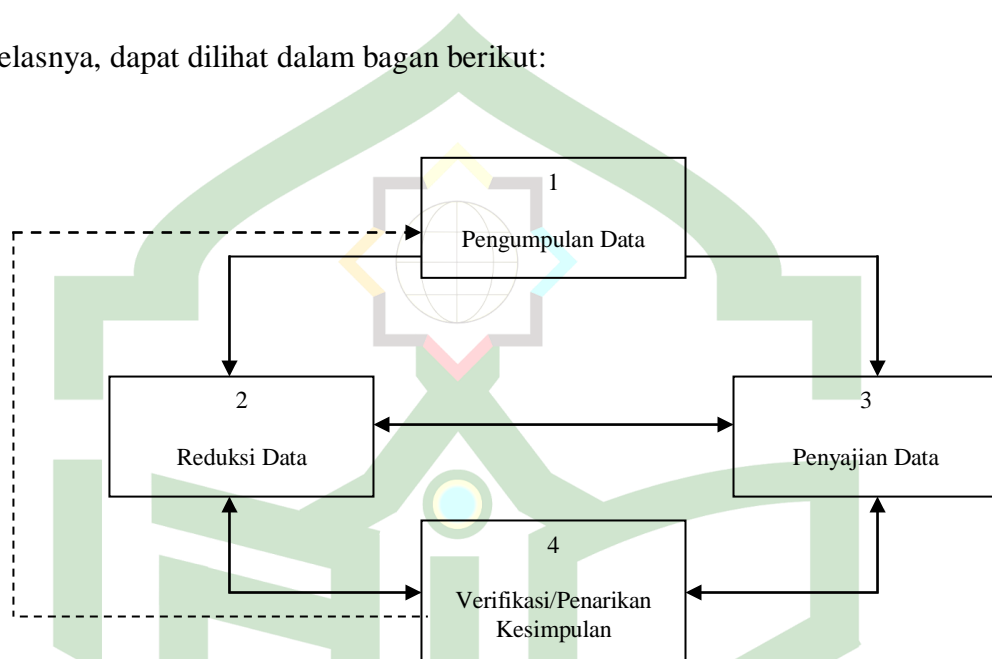 elasnya, dapat dilihat dalam bagan berikut:
1
Pengumpulan Data
2
Reduksi Data
3
Penyajian Data
4
Verifikasi/Penarikan
Kesimpulan